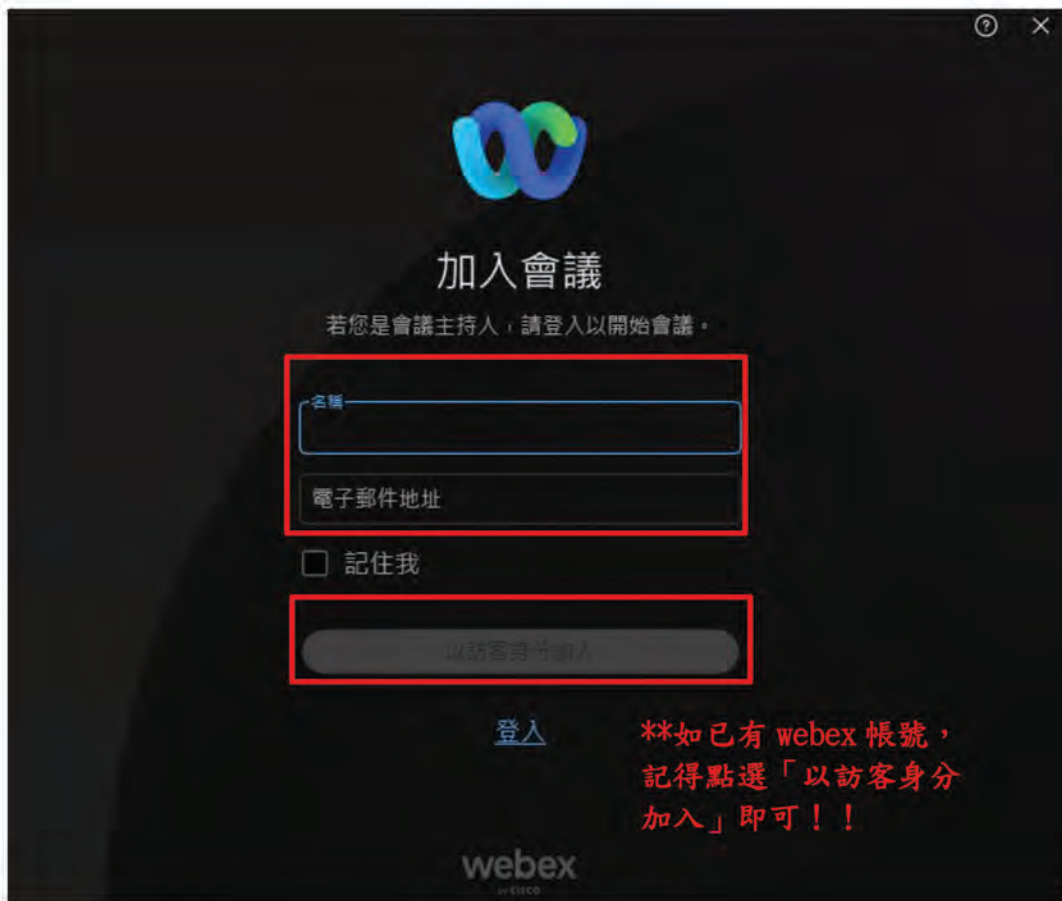 加入會議
若您是會議主持人，請登入以開始會議。
名稱
電子郵件地址
記住我
以訪客身分加入
登入
**如已有 webex 帳號，
記得點選「以訪客身分
加入」即可！！
webex
by CISCO